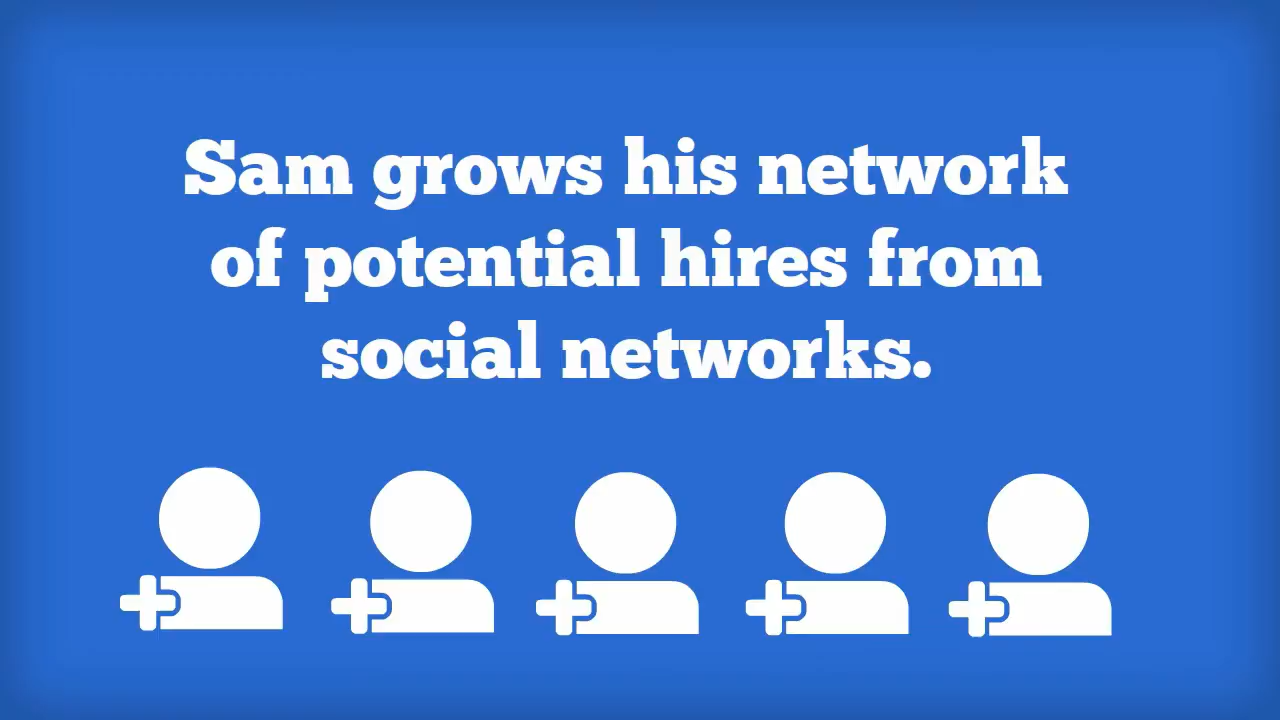 Sam grows his network
of potential hires from
social networks.